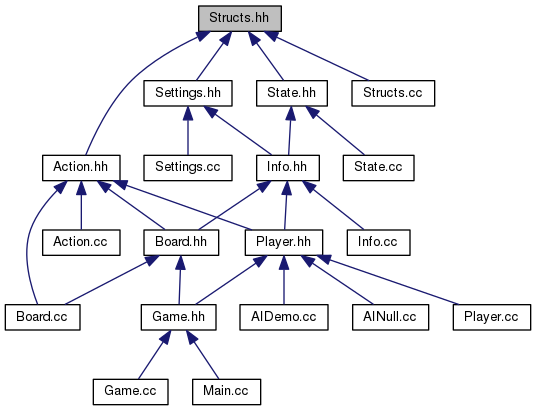 Structs.hh
Settings.hh
State.hh
Structs.cc
Action.hh
Settings.cc
Info.hh
State.cc
Action.cc
Board.hh
Player.hh
Info.cc
Board.cc
Game.hh
AIDemo.cc
AINull.cc
Player.cc
Game.cc
Main.cc